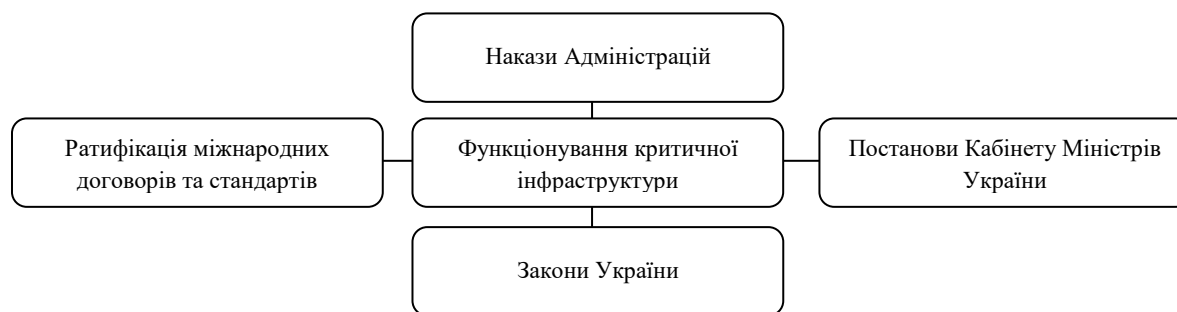 Накази Адміністрацій
Ратифікація міжнародних
договорів та стандартів
Функціонування критичної
інфраструктури
Постанови Кабінету Міністрів
України
Закони України